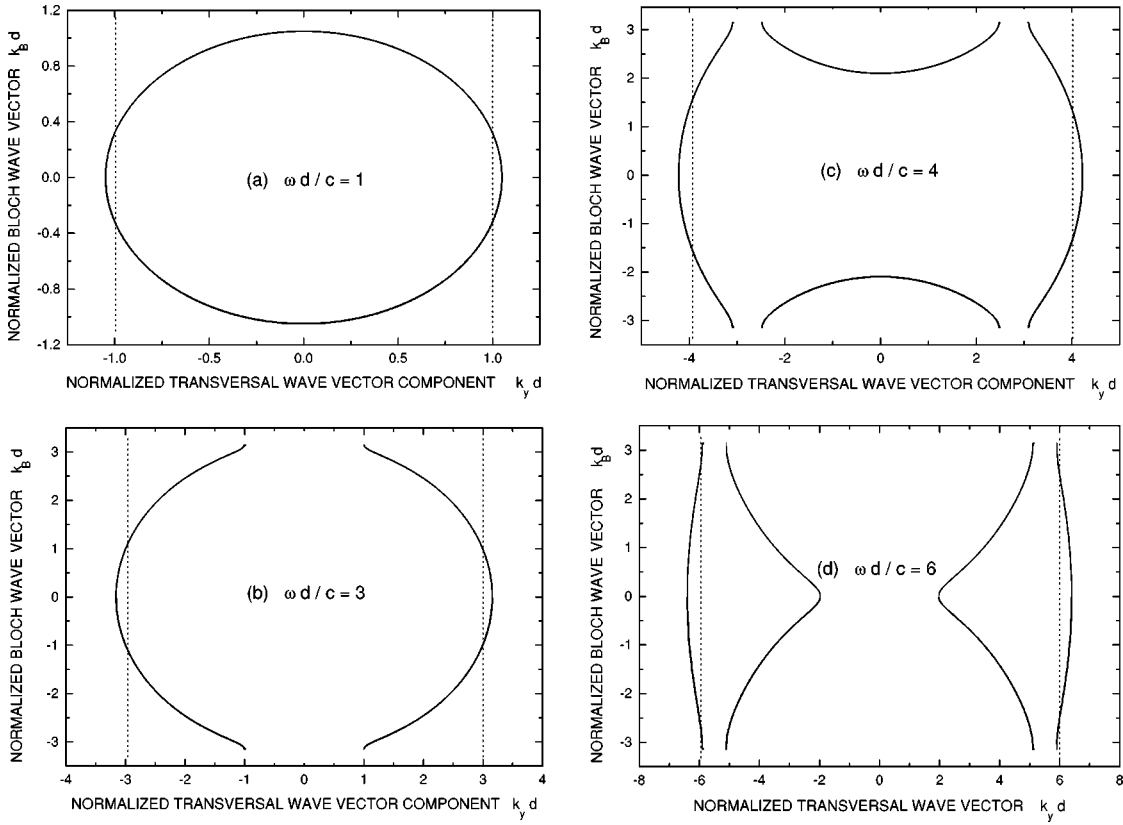 NORMALIZED BLOCH WAVE VECTOR k_B d
1.2
0.8
0.4
0.0
-0.4
-0.8
-1.2
(a) ω d / c = 1
-1.0 -0.5 0.0 0.5 1.0
NORMALIZED TRANSVERSAL WAVE VECTOR COMPONENT k_y d
NORMALIZED BLOCH WAVE VECTOR k_B d
3
2
1
0
-1
-2
-3
(c) ω d / c = 4
-4 -2 0 2 4
NORMALIZED TRANSVERSAL WAVE VECTOR COMPONENT k_y d
NORMALIZED BLOCH WAVE VECTOR k_B d
3
2
1
0
-1
-2
-3
(b) ω d / c = 3
-4 -3 -2 -1 0 1 2 3 4
NORMALIZED TRANSVERSAL WAVE VECTOR COMPONENT k_y d
NORMALIZED BLOCH WAVE VECTOR k_B d
3
2
1
0
-1
-2
-3
(d) ω d / c = 6
-8 -6 -4 -2 0 2 4 6 8
NORMALIZED TRANSVERSAL WAVE VECTOR k_y d